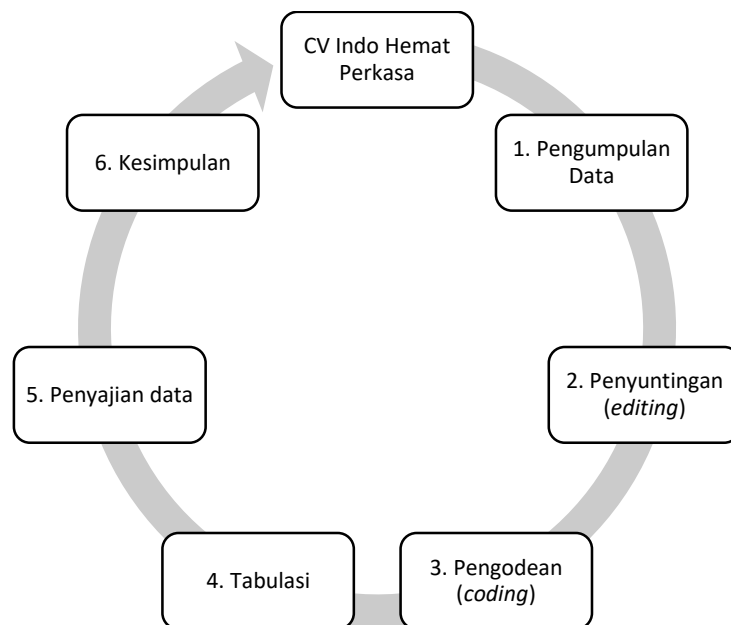 CV Indo Hemat
Perkasa
1. Pengumpulan
Data
2. Penyuntingan
(editing)
3. Pengodean
(coding)
4. Tabulasi
5. Penyajian data
6. Kesimpulan